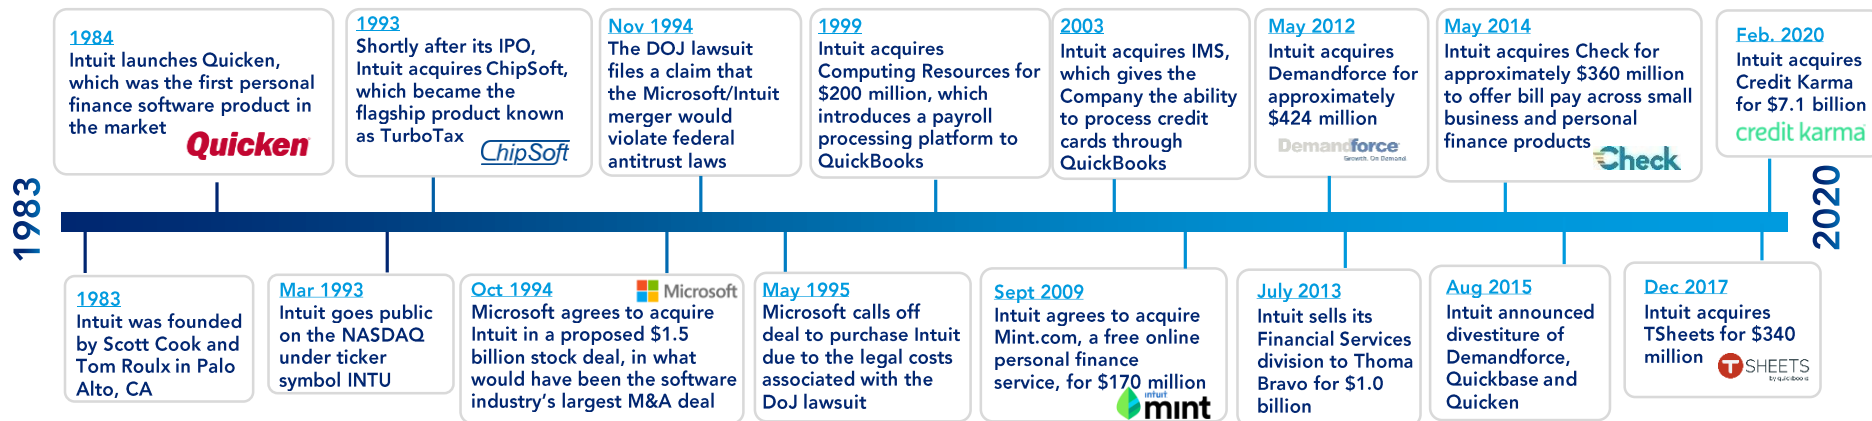 1983
1984
Intuit launches Quicken,
which was the first personal
finance software product in
the market
Quicken
1993
Shortly after its IPO,
Intuit acquires ChipSoft,
which became the
flagship product known
as TurboTax
ChipSoft
Nov 1994
The DOJ lawsuit
files a claim that
the Microsoft/Intuit
merger would
violate federal
antitrust laws
1999
Intuit acquires
Computing Resources for
$200 million, which
introduces a payroll
processing platform to
QuickBooks
2003
Intuit acquires IMS,
which gives the
Company the ability
to process credit
cards through
QuickBooks
May 2012
Intuit acquires
Demandforce for
approximately
$424 million
Demandforce
Growth. On Demand
May 2014
Intuit acquires Check for
approximately $360 million
to offer bill pay across small
business and personal
finance products
Check
Feb. 2020
Intuit acquires
Credit Karma
for $7.1 billion
credit karma
2020
1983
Intuit was founded
by Scott Cook and
Tom Roulx in Palo
Alto, CA
Mar 1993
Intuit goes public
on the NASDAQ
under ticker
symbol INTU
Oct 1994
Microsoft
Microsoft agrees to acquire
Intuit in a proposed $1.5
billion stock deal, in what
would have been the software
industry's largest M&A deal
May 1995
Microsoft calls off
deal to purchase Intuit
due to the legal costs
associated with the
DoJ lawsuit
Sept 2009
Intuit agrees to acquire
Mint.com, a free online
personal finance
service, for $170 million
intuit
mint
July 2013
Intuit sells its
Financial Services
division to Thoma
Bravo for $1.0
billion
Aug 2015
Intuit announced
divestiture of
Demandforce,
Quickbase and
Quicken
Dec 2017
Intuit acquires
TSheets for $340
million
T SHEETS
by quickbooks